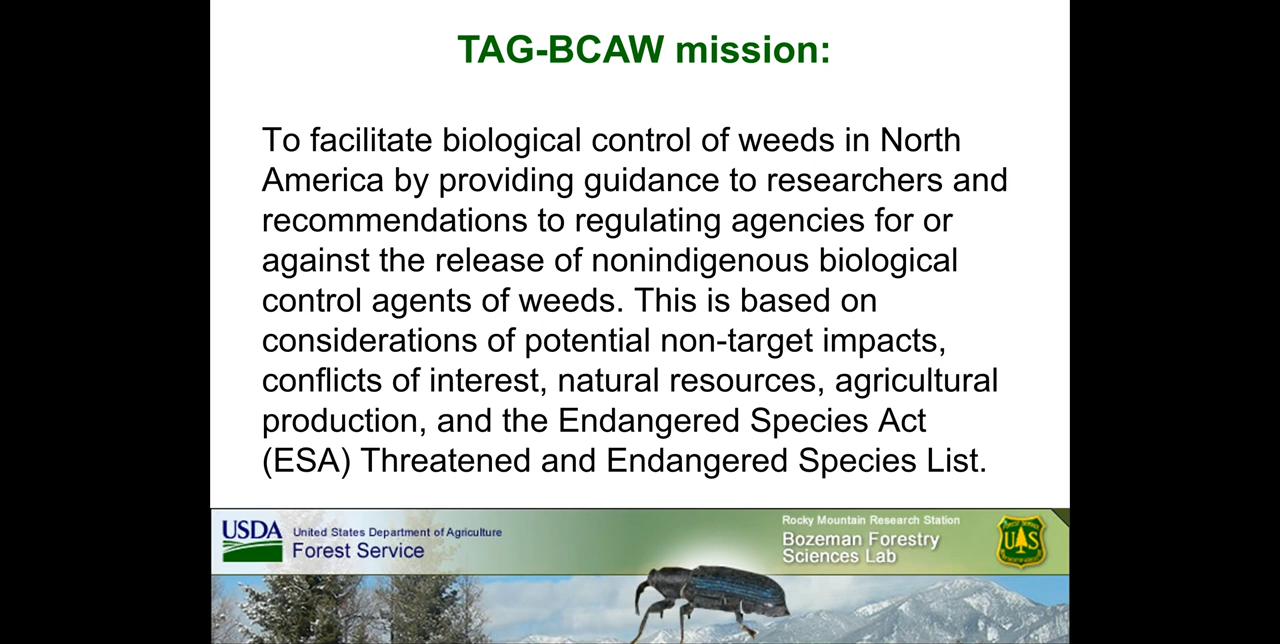 TAG-BCAW mission:
To facilitate biological control of weeds in North
America by providing guidance to researchers and
recommendations to regulating agencies for or
against the release of nonindigenous biological
control agents of weeds. This is based on
considerations of potential non-target impacts,
conflicts of interest, natural resources, agricultural
production, and the Endangered Species Act
(ESA) Threatened and Endangered Species List.
USDA
United States Department of Agriculture
Forest Service
Rocky Mountain Research Station
Bozeman Forestry
Sciences Lab
U S